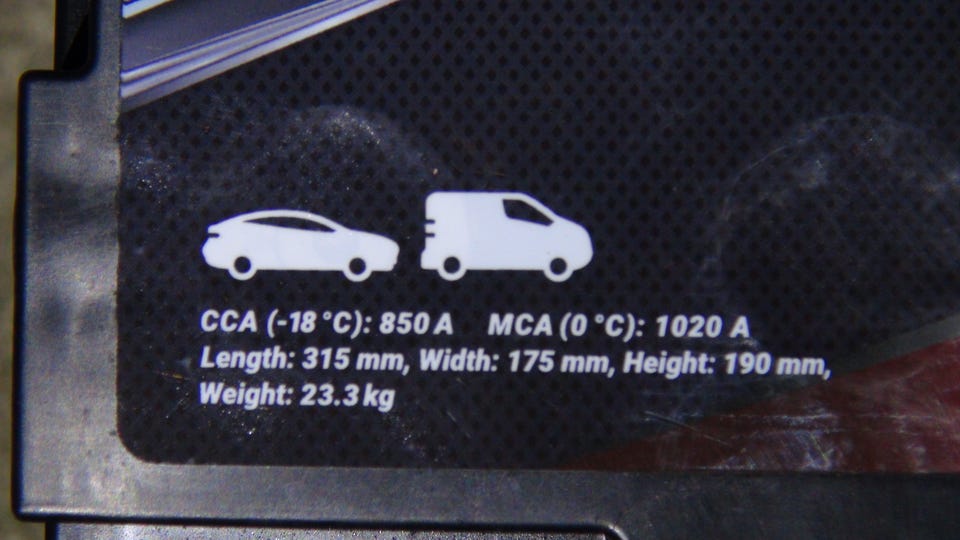 CCA (-18 °C): 850 A MCA (0 °C): 1020 A
Length: 315 mm, Width: 175 mm, Height: 190 mm,
Weight: 23.3 kg